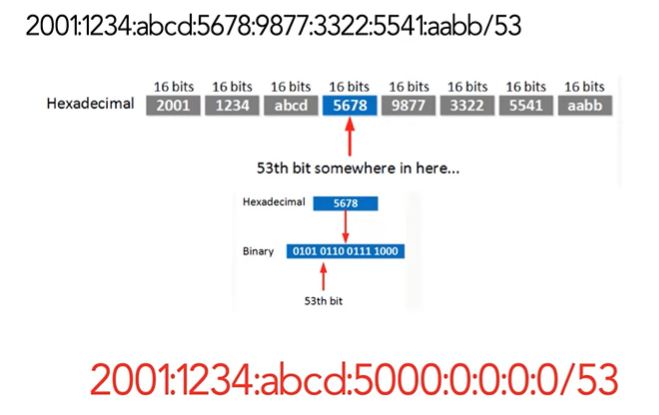 2001:1234:abcd:5678:9877:3322:5541:aabb/53
16 bits 16 bits 16 bits 16 bits 16 bits 16 bits 16 bits 16 bits
Hexadecimal 2001 1234 abcd 5678 9877 3322 5541 aabb
53th bit somewhere in here...
Hexadecimal 5678
Binary 0101 0110 0111 1000
53th bit
2001:1234:abcd:5000:0:0:0:0/53